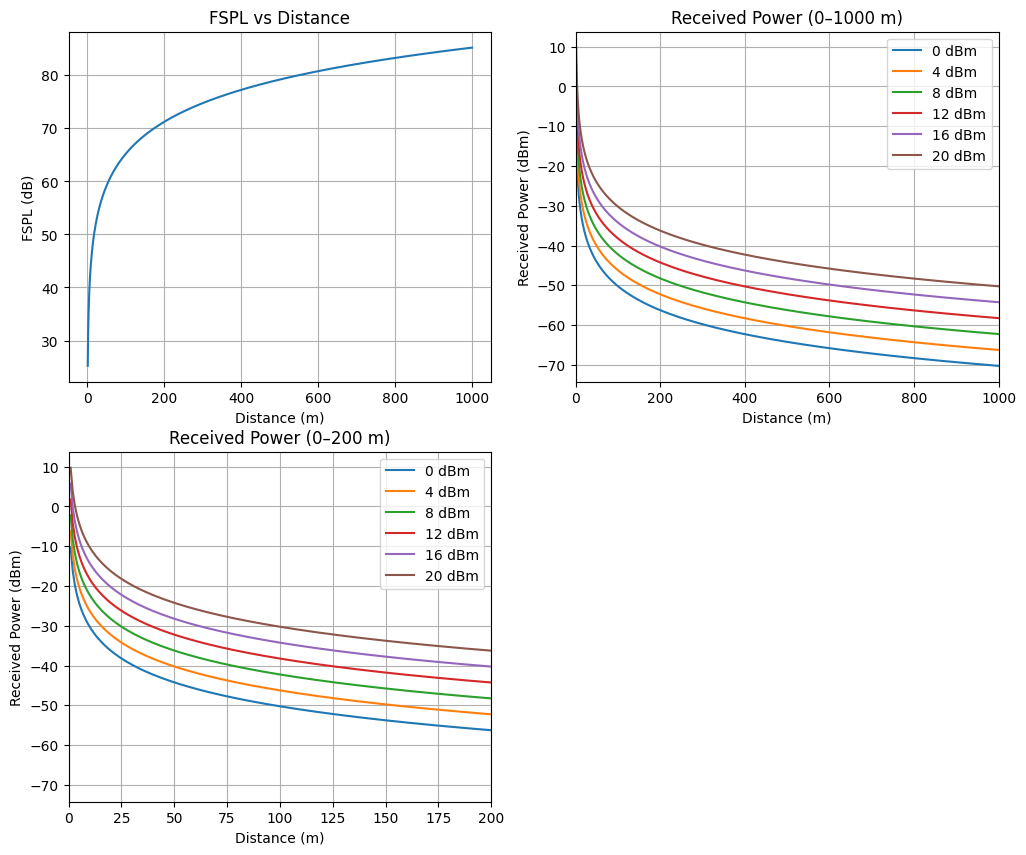 FSPL vs Distance
FSPL (dB)
80
70
60
50
40
30
0 200 400 600 800 1000
Distance (m)
Received Power (0–1000 m)
Received Power (dBm)
10
0
−10
−20
−30
−40
−50
−60
−70
0 200 400 600 800 1000
Distance (m)
0 dBm
4 dBm
8 dBm
12 dBm
16 dBm
20 dBm
Received Power (0–200 m)
Received Power (dBm)
10
0
−10
−20
−30
−40
−50
−60
−70
0 25 50 75 100 125 150 175 200
Distance (m)
0 dBm
4 dBm
8 dBm
12 dBm
16 dBm
20 dBm